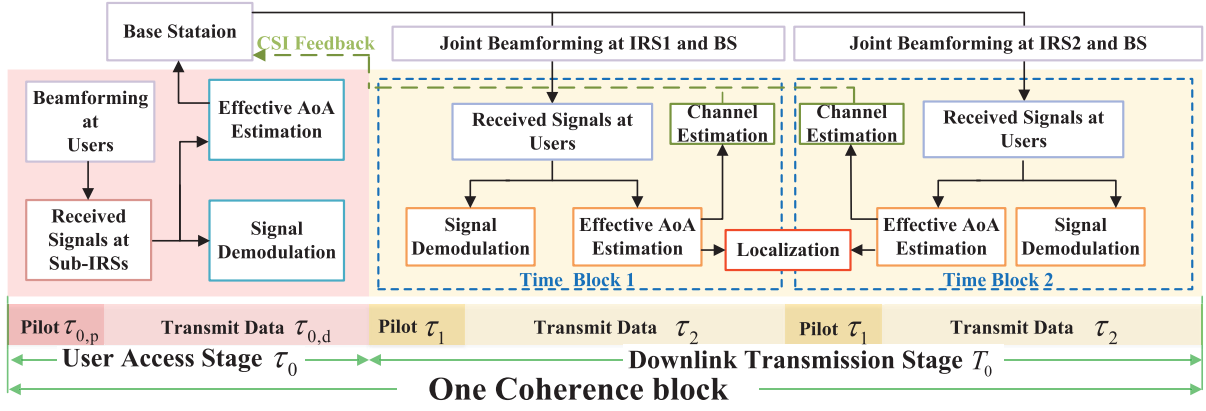 Base Stataion
CSI Feedback
Joint Beamforming at IRS1 and BS
Joint Beamforming at IRS2 and BS
Beamforming
at
Users
Effective AoA
Estimation
Received
Signals at
Sub-IRSs
Signal
Demodulation
Received Signals at
Users
Channel
Estimation
Signal
Demodulation
Effective AoA
Estimation
Time Block 1
Localization
Channel
Estimation
Received Signals at
Users
Effective AoA
Estimation
Signal
Demodulation
Time Block 2
Pilot τ0,p
Transmit Data τ0,d
Pilot τ1
Transmit Data τ2
Pilot τ1
Transmit Data τ2
User Access Stage τ0
Downlink Transmission Stage T0
One Coherence block